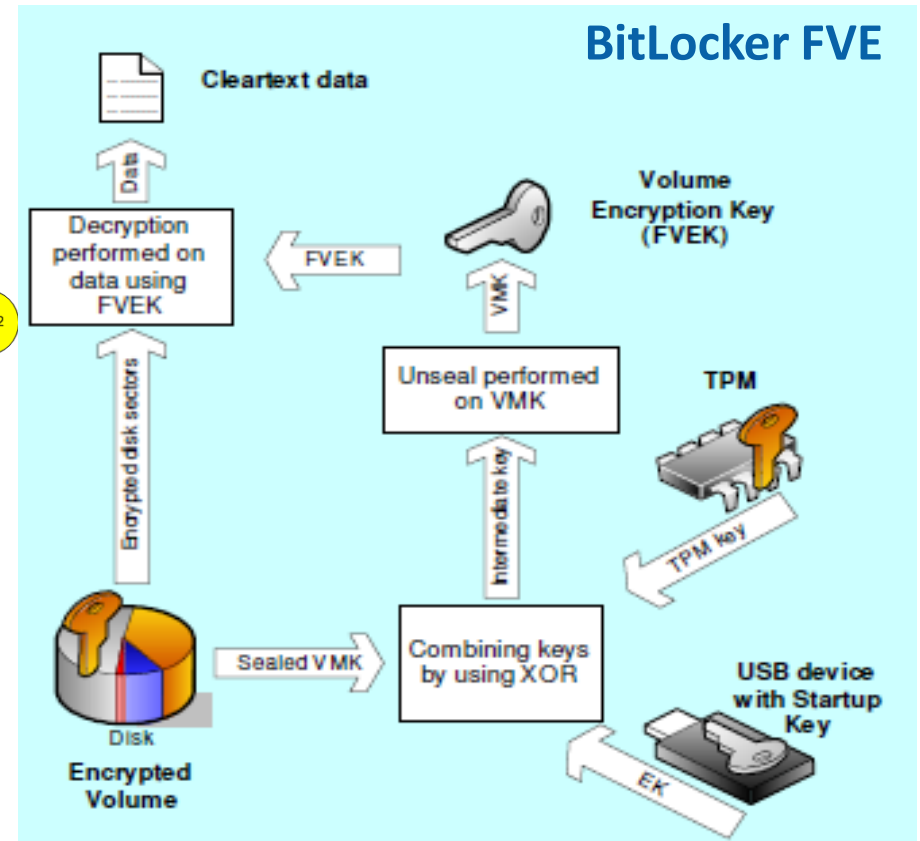 BitLocker FVE
Cleartext data
Data
Volume
Encryption Key
(FVEK)
Decryption
performed on
data using
FVEK
FVEK
VMK
2
Unseal performed
on VMK
TPM
Encrypted disk sectors
Intermediate key
TPM key
Sealed VMK
Combining keys
by using XOR
USB device
with Startup
Key
Disk
Encrypted
Volume
EK